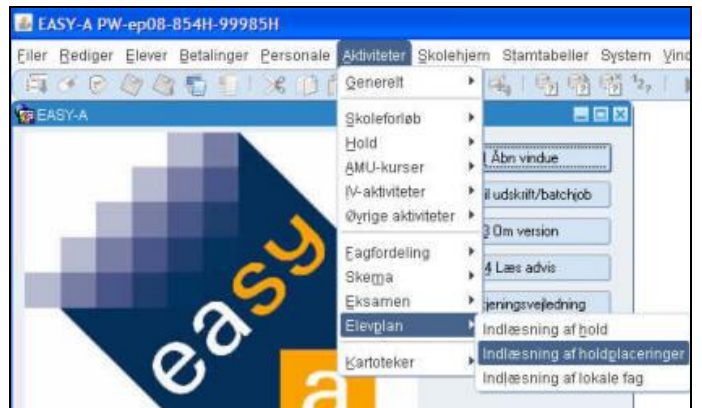 EASY-A PW-ep08-854H-99985H
Filer Rediger Elever Betalinger Personale Aktiviteter Skolehjem Stamtabeller System
EASY-A
Generelt
Skoleforløb
Hold
AMU-kurser
IV-aktiviteter
Øvrige aktiviteter
Fagfordeling
Skema
Eksamen
Elevplan
Kartoteker
Indlæsning af hold
Indlæsning af holdplaceringer
Indlæsning af lokale fag
Åbn vindue
udskrift/batchjob
3 Om version
4 Læs advis
easy
a